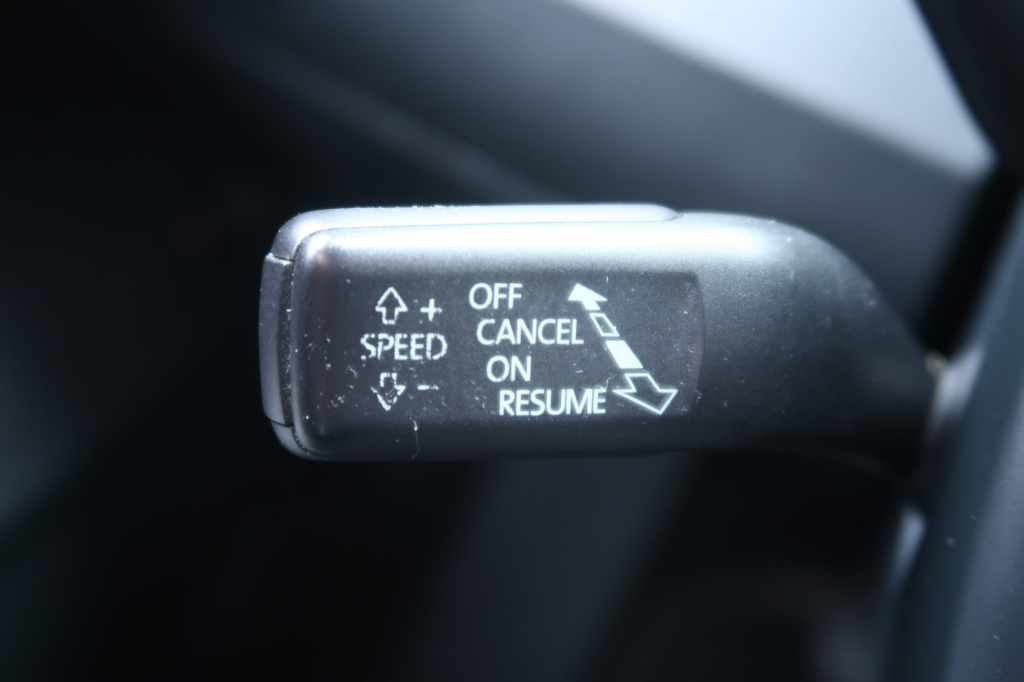 +
SPEED
-
OFF
CANCEL
ON
RESUME